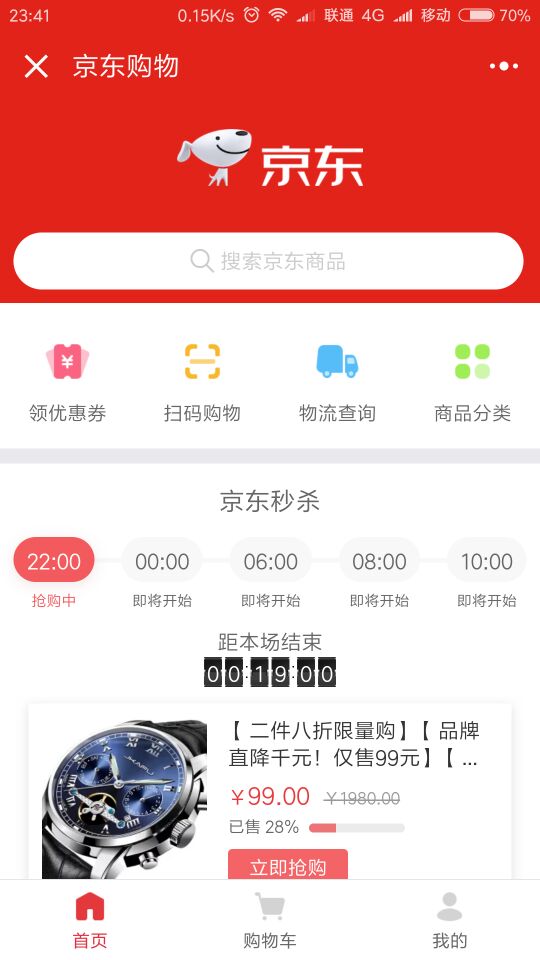 23:41
0.15K/s 联通 4G 移动 70%
京东购物
京东
搜索京东商品
¥
领优惠券 扫码购物 物流查询 商品分类
京东秒杀
22:00 00:00 06:00 08:00 10:00
抢购中 即将开始 即将开始 即将开始 即将开始
距本场结束
00:19:00
【 二件八折限量购】【 品牌
直降千元！仅售99元】【 ...
¥99.00 ¥1980.00
已售 28%
立即抢购
首页 购物车 我的